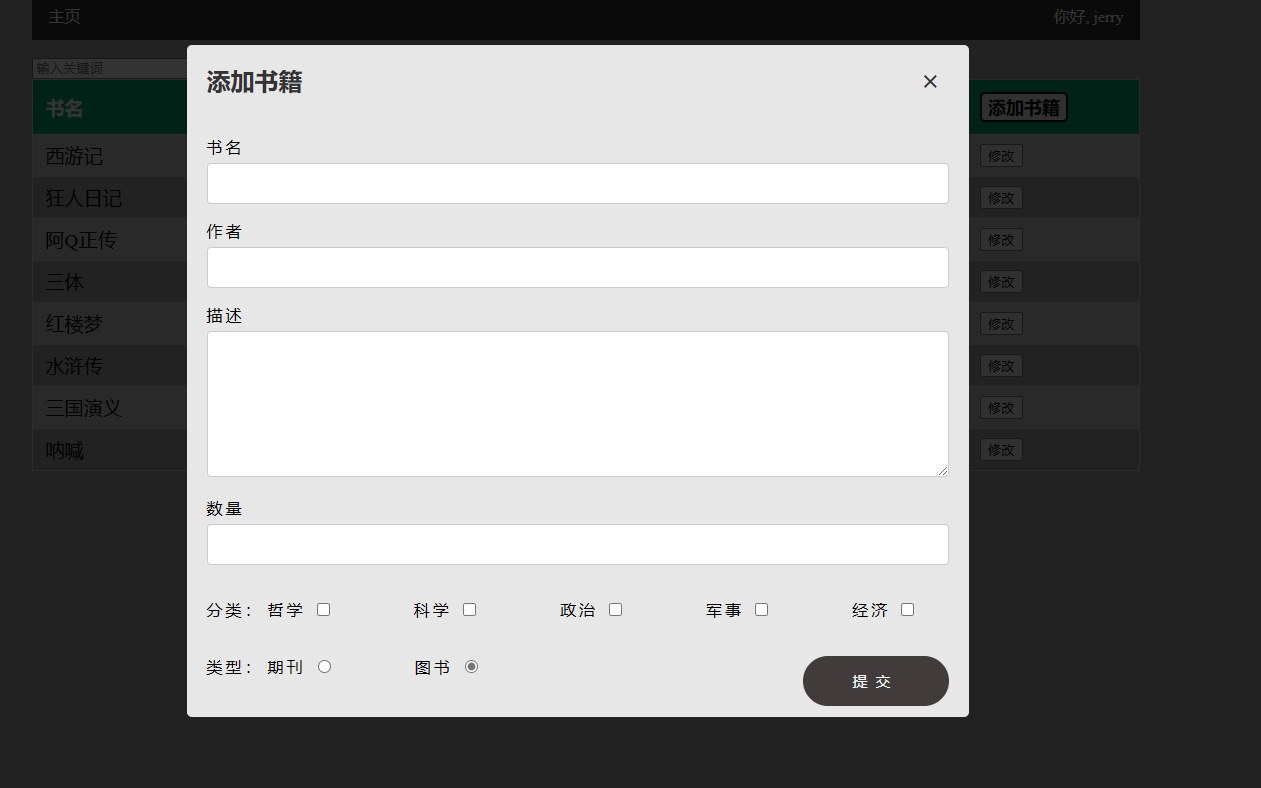 主页
你好, jerry
输入关键词
添加书籍
×
书名
添加书籍
书名
西游记 修改
狂人日记 修改
作者
阿Q正传 修改
三体 修改
描述
红楼梦 修改
水浒传 修改
三国演义 修改
呐喊 修改
数量
分类： 哲学 科学 政治 军事 经济
类型： 期刊 图书
提 交